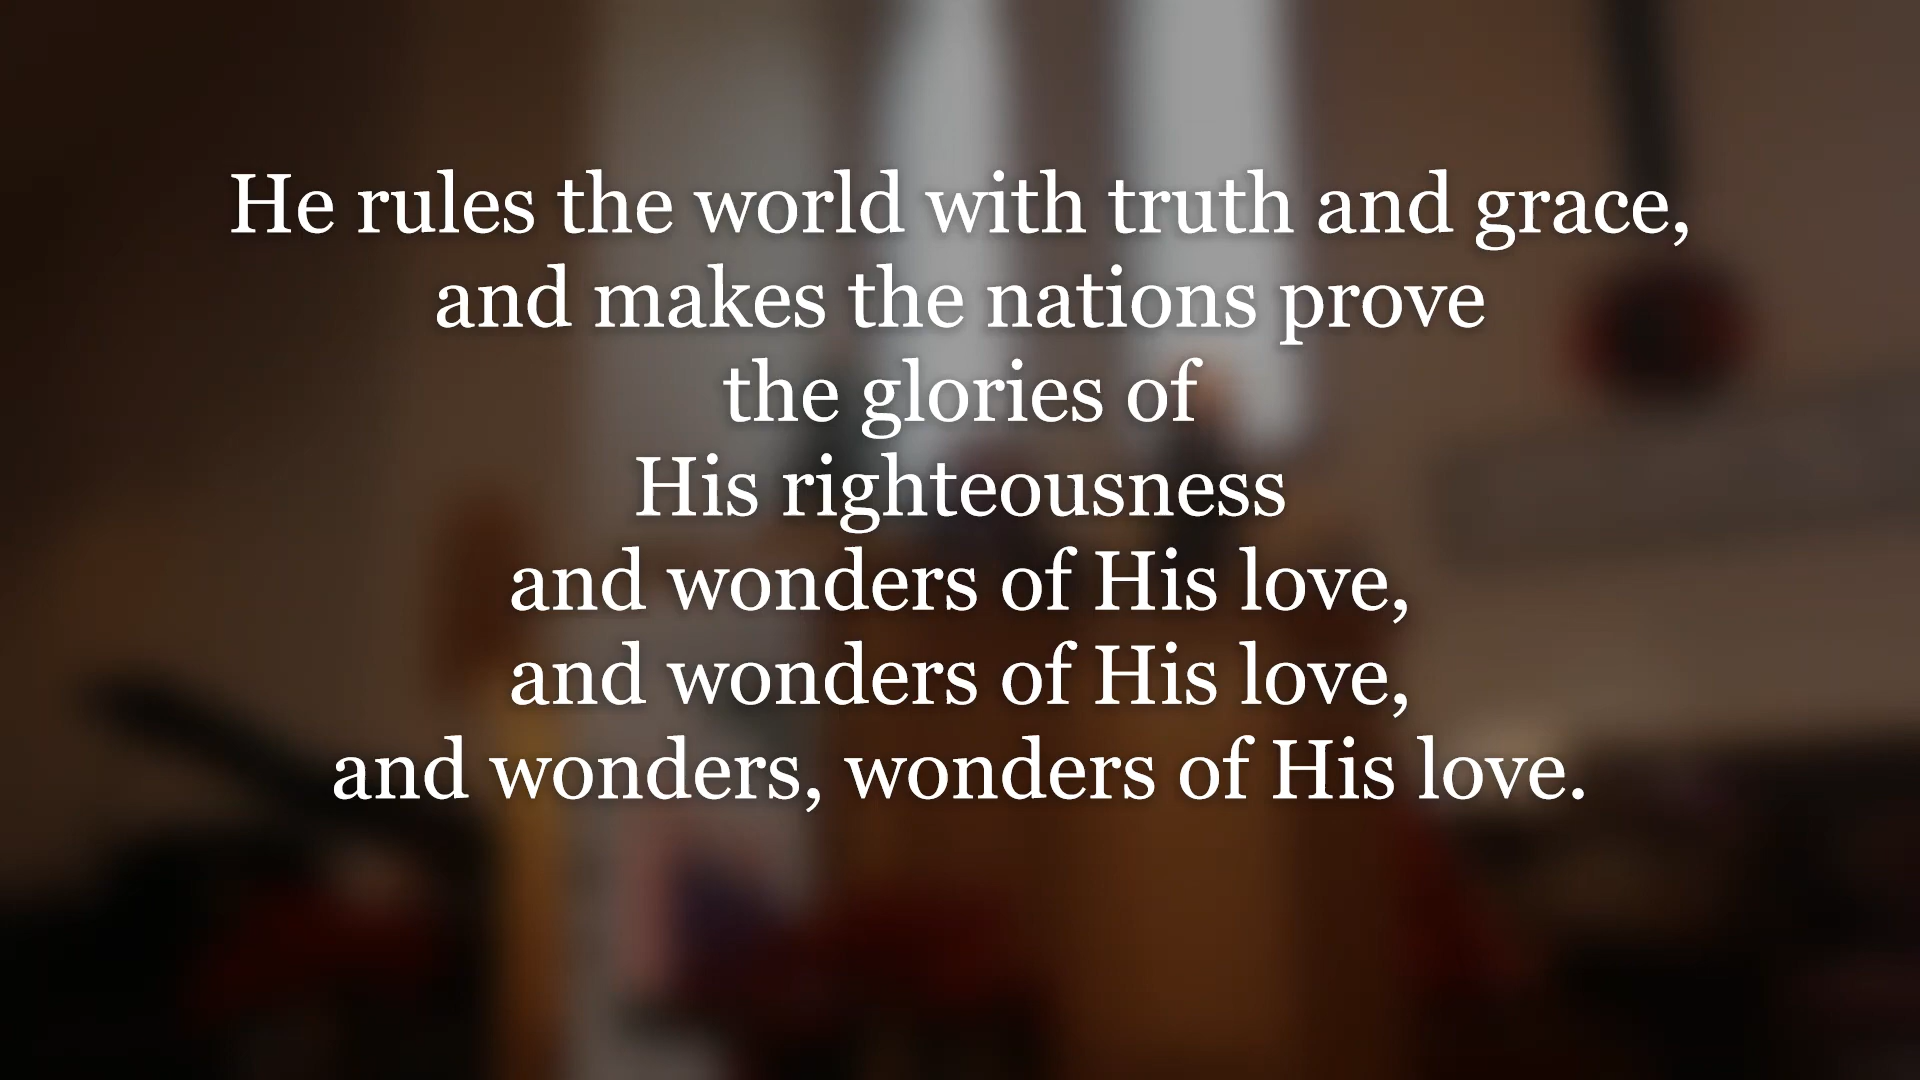 He rules the world with truth and grace,
and makes the nations prove
the glories of
His righteousness
and wonders of His love,
and wonders of His love,
and wonders, wonders of His love.